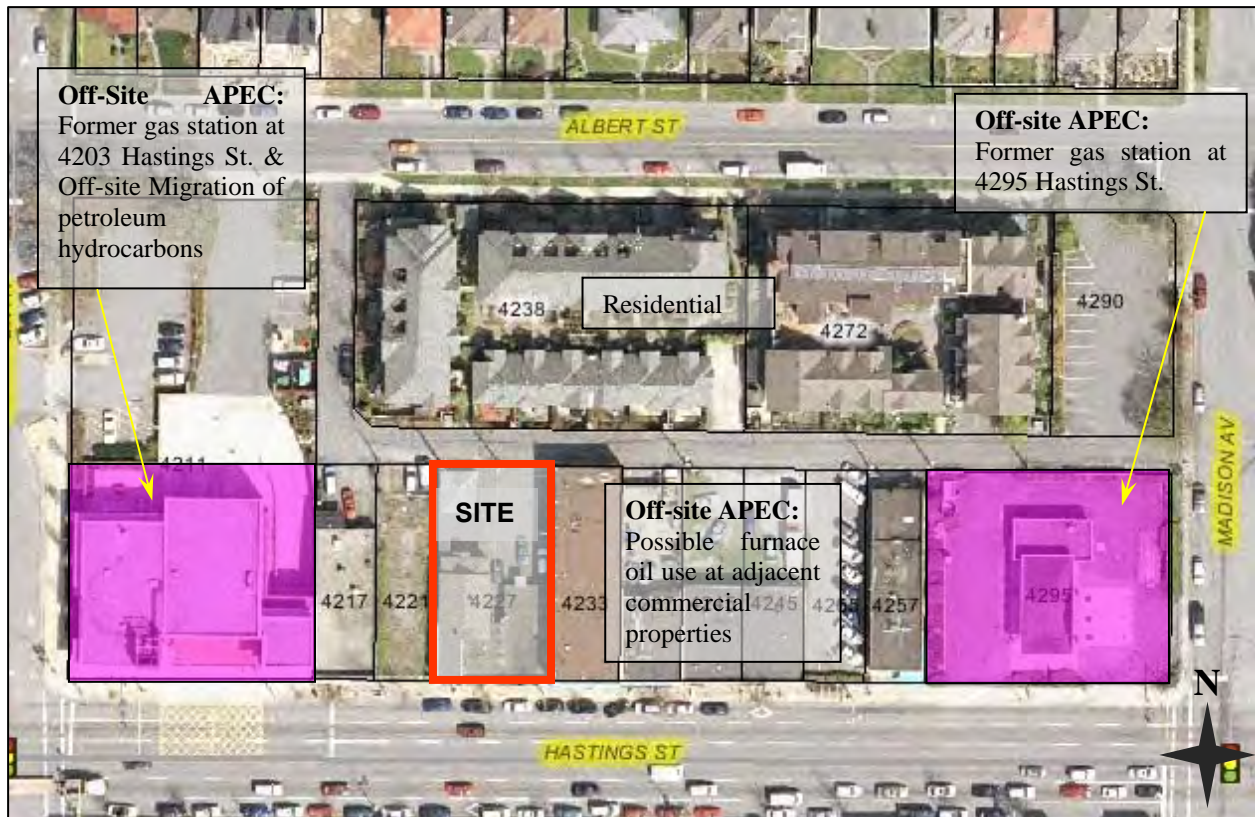 Off-Site APEC:
Former gas station at
4203 Hastings St. &
Off-site Migration of
petroleum
hydrocarbons
ALBERT ST
Off-site APEC:
Former gas station at
4295 Hastings St.
4238
Residential
4272
4290
4211
SITE
Off-site APEC:
Possible furnace
oil use at adjacent
commercial
properties
4217
4221
4227
4233
4245
4257
4295
MADISON AV
N
HASTINGS ST